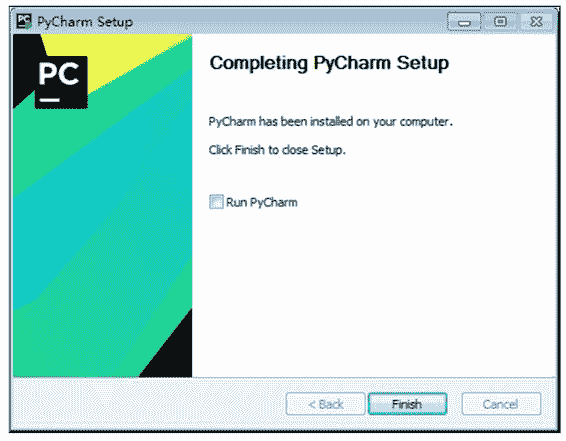 PyCharm Setup
PC
Completing PyCharm Setup
PyCharm has been installed on your computer.
Click Finish to close Setup.
Run PyCharm
< Back
Finish
Cancel